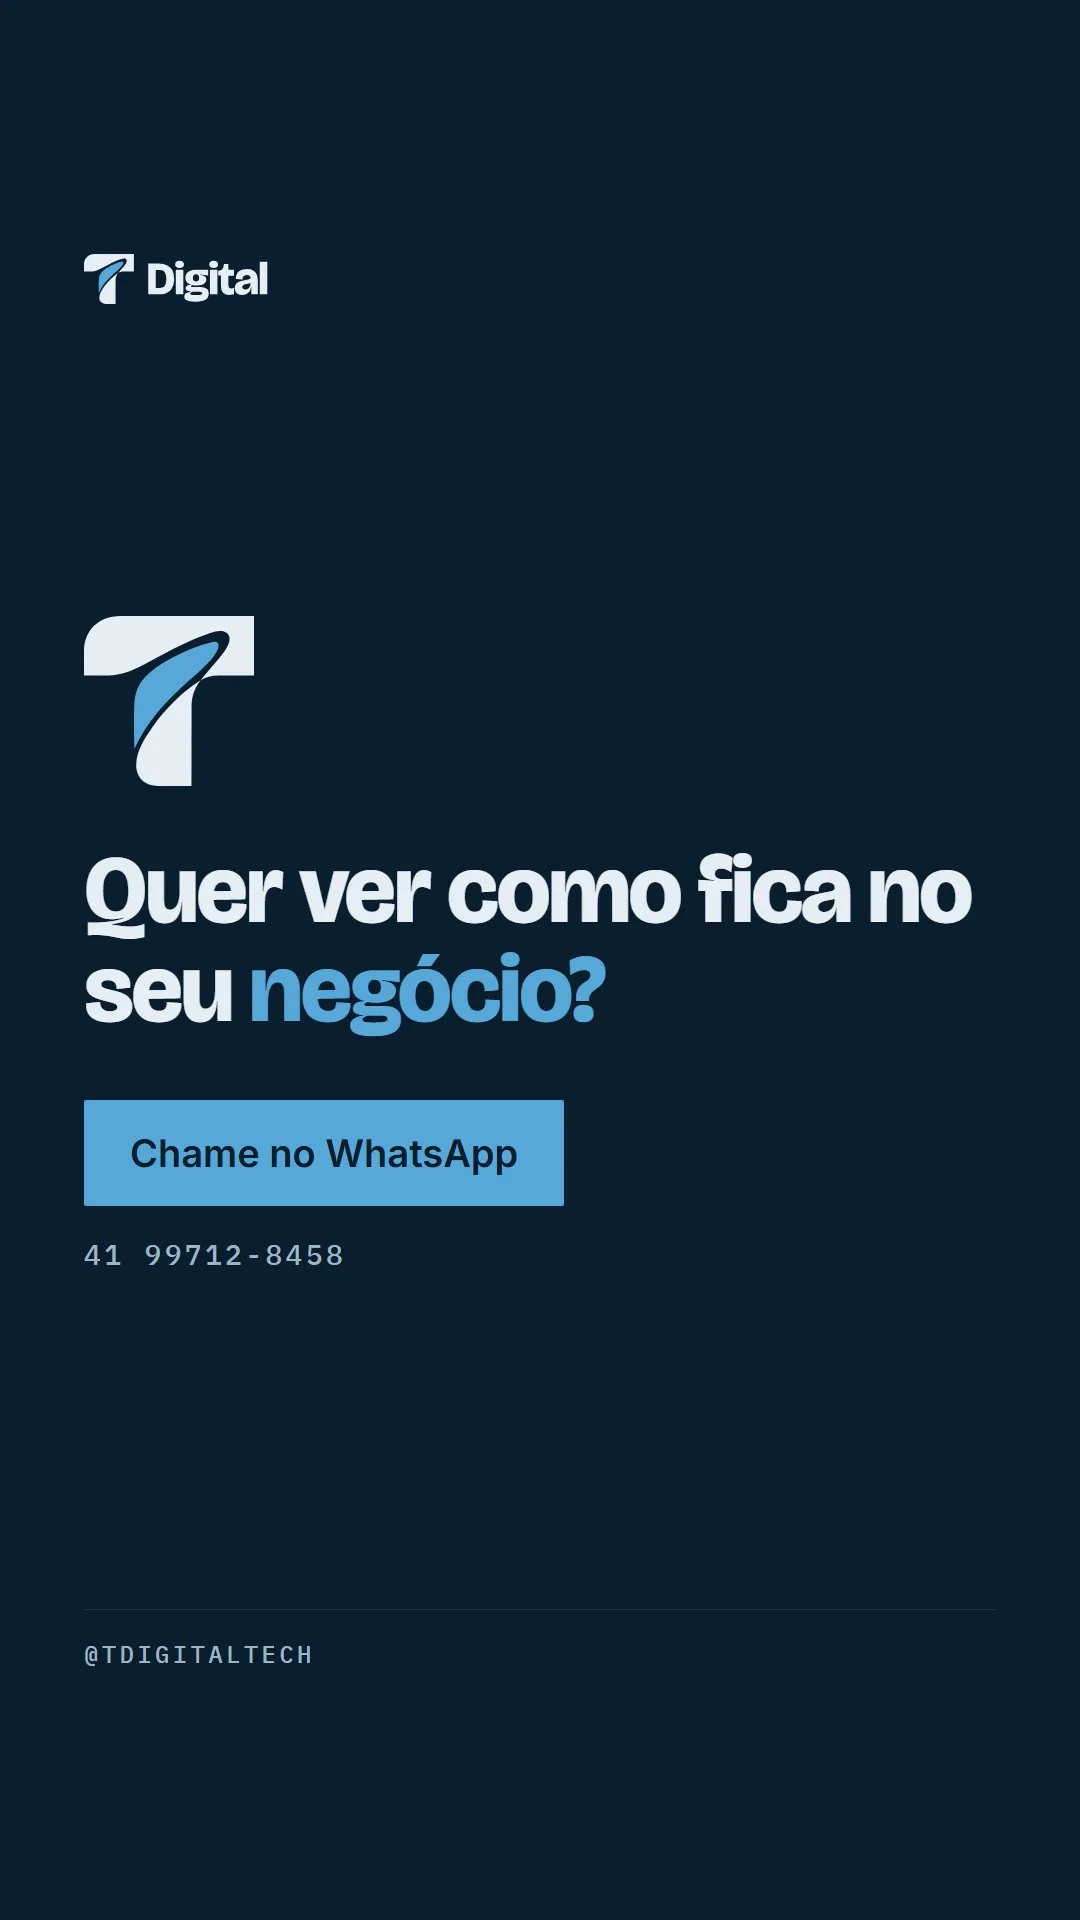 Digital
Quer ver como fica no
seu negócio?
Chame no WhatsApp
41 99712-8458
@TDIGITALTECH